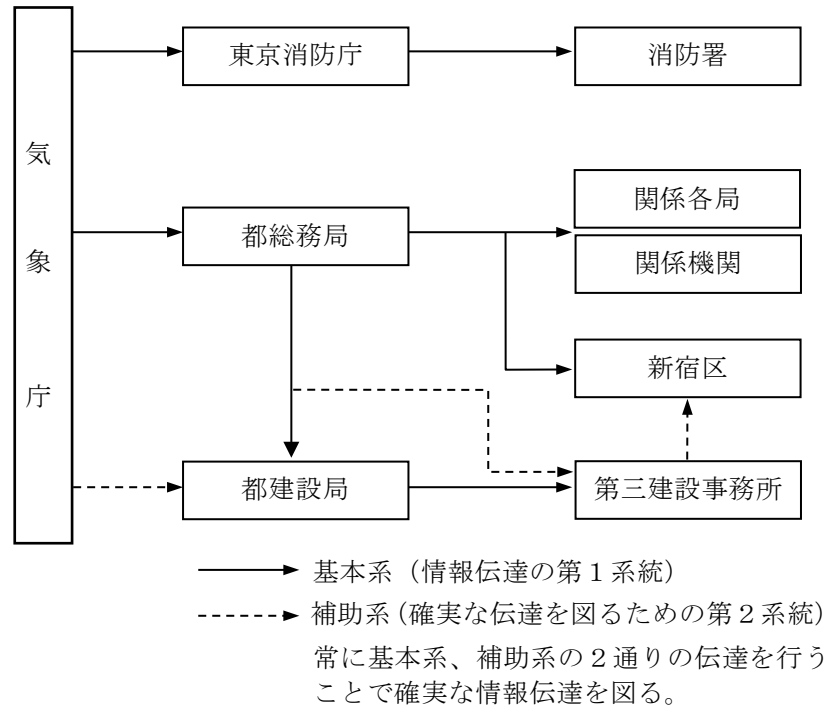 気象庁
東京消防庁
消防署
都総務局
関係各局
関係機関
新宿区
都建設局
第三建設事務所
基本系（情報伝達の第１系統）
補助系（確実な伝達を図るための第２系統）
常に基本系、補助系の２通りの伝達を行う
ことで確実な情報伝達を図る。